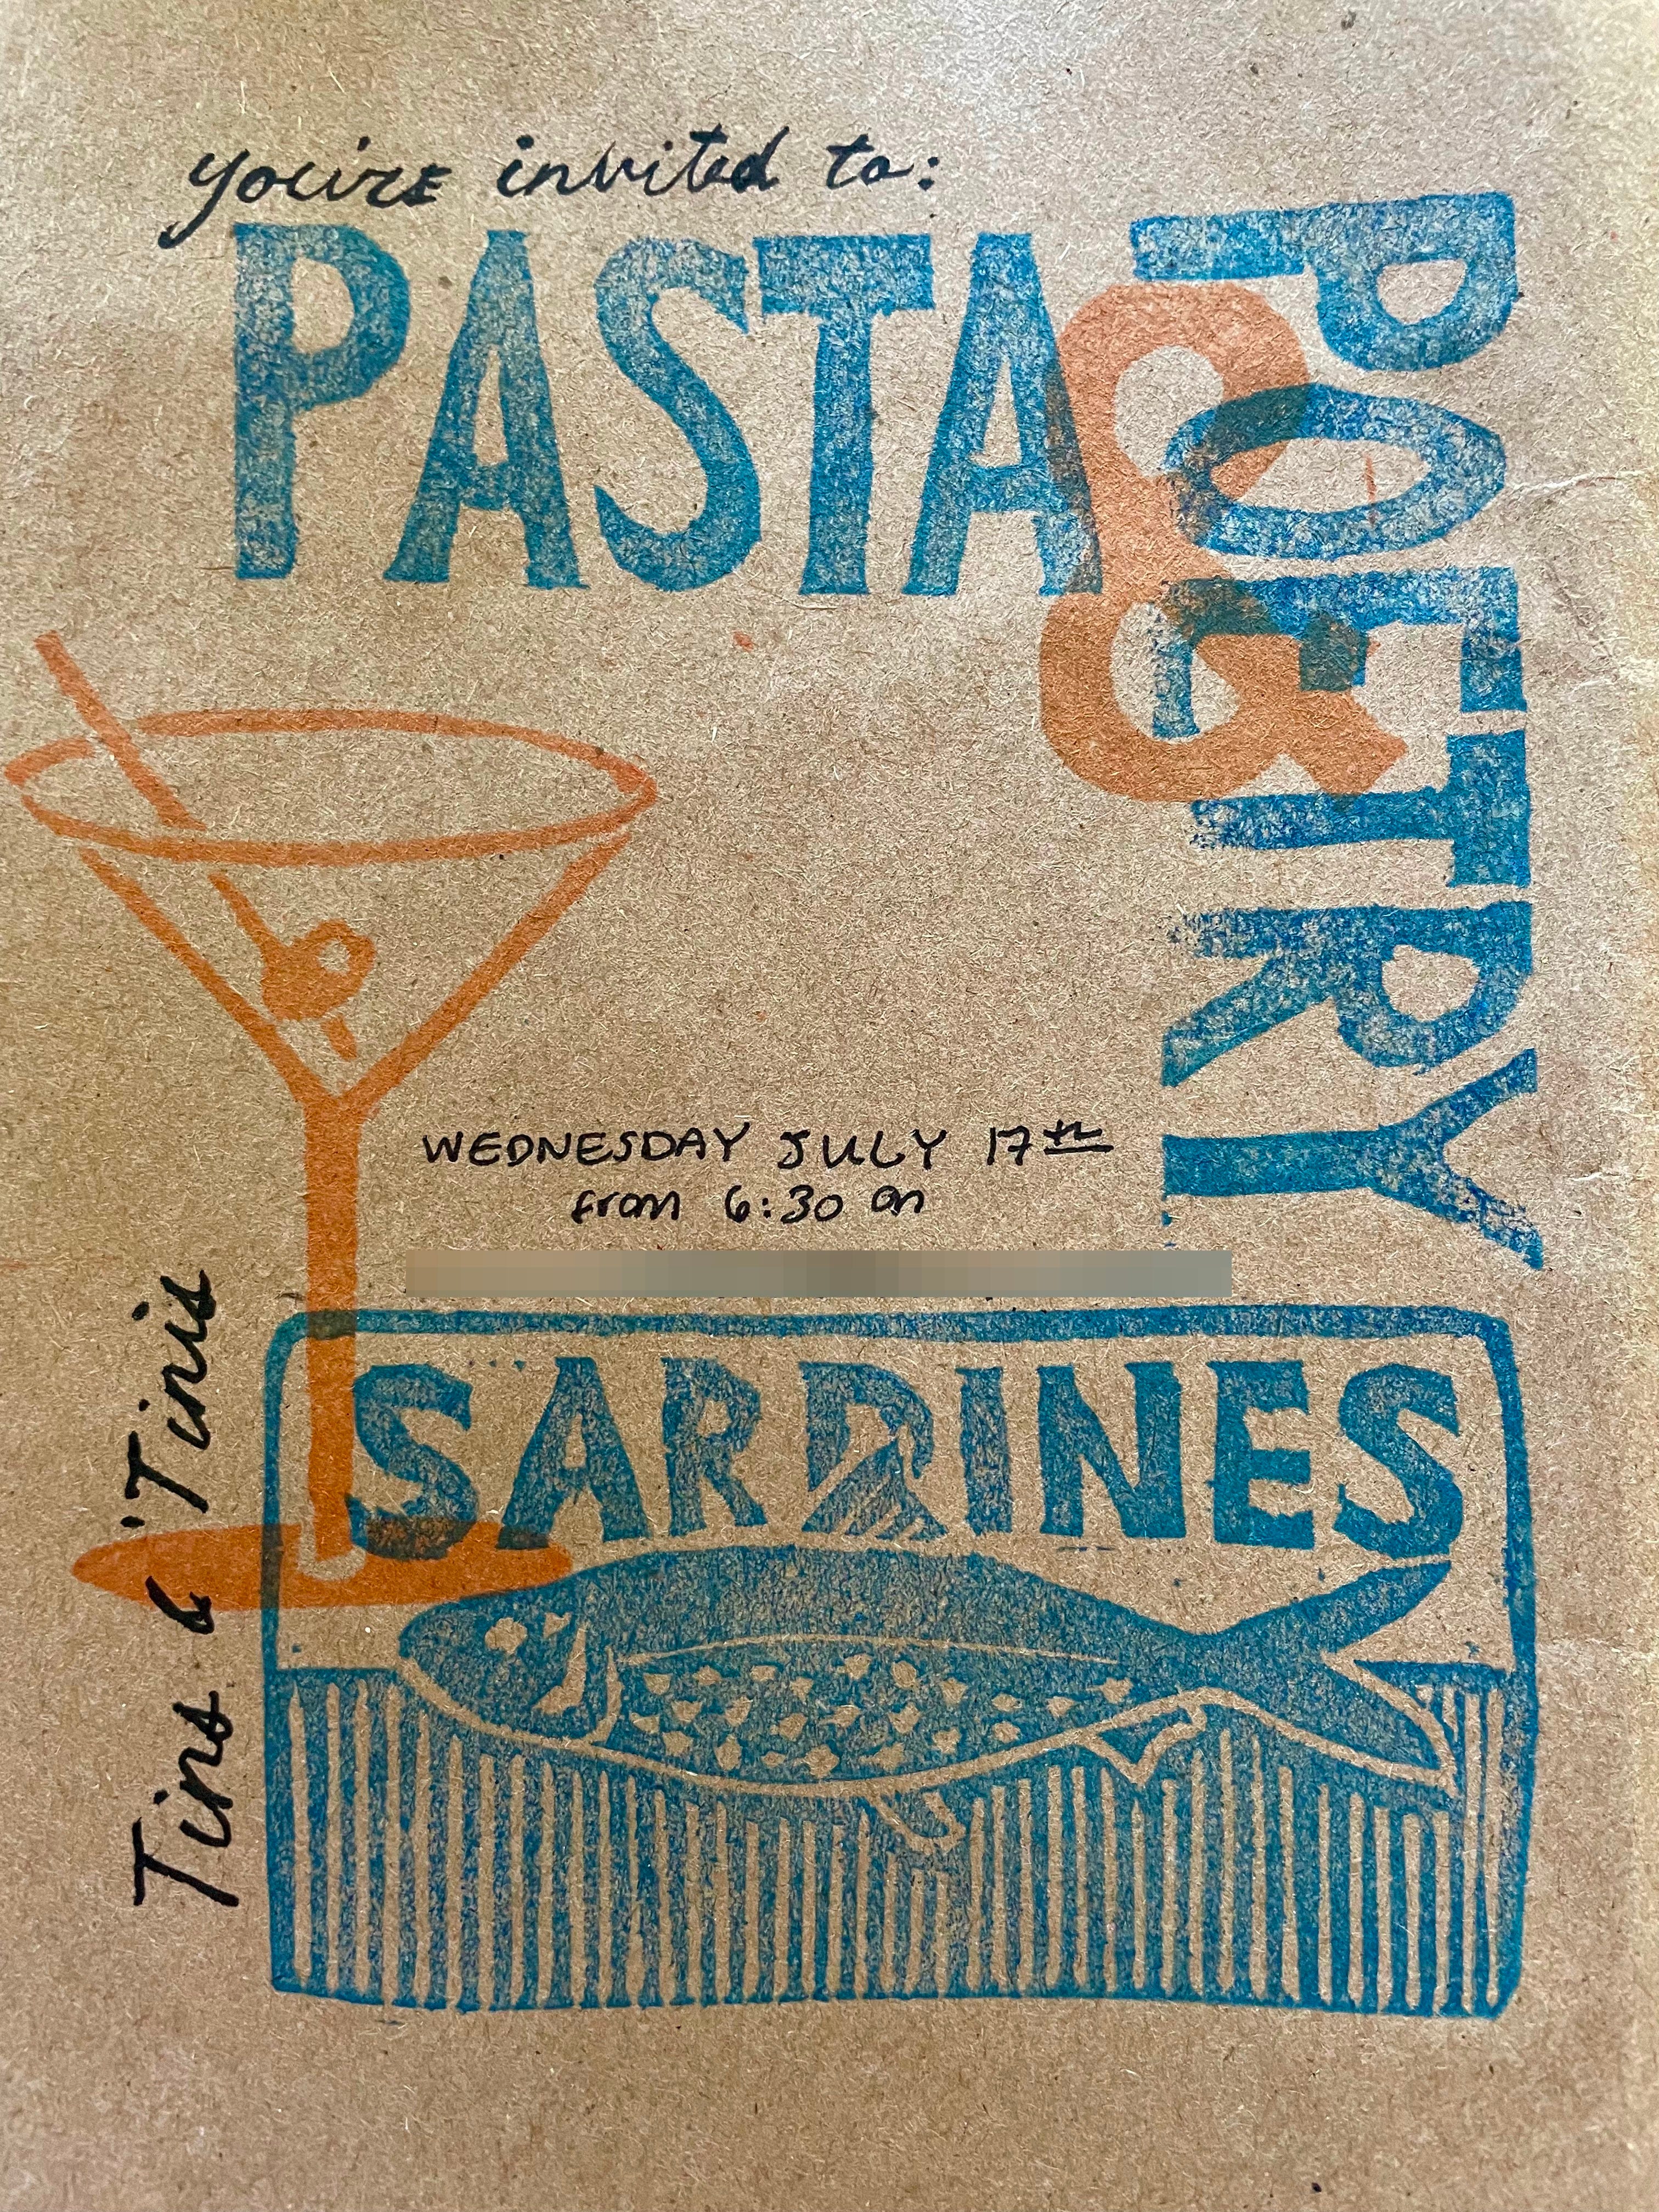 you're invited to:
PASTA
&
POETRY
WEDNESDAY JULY 17th
from 6:30 on
Tins & 'Tinis
SARDINES